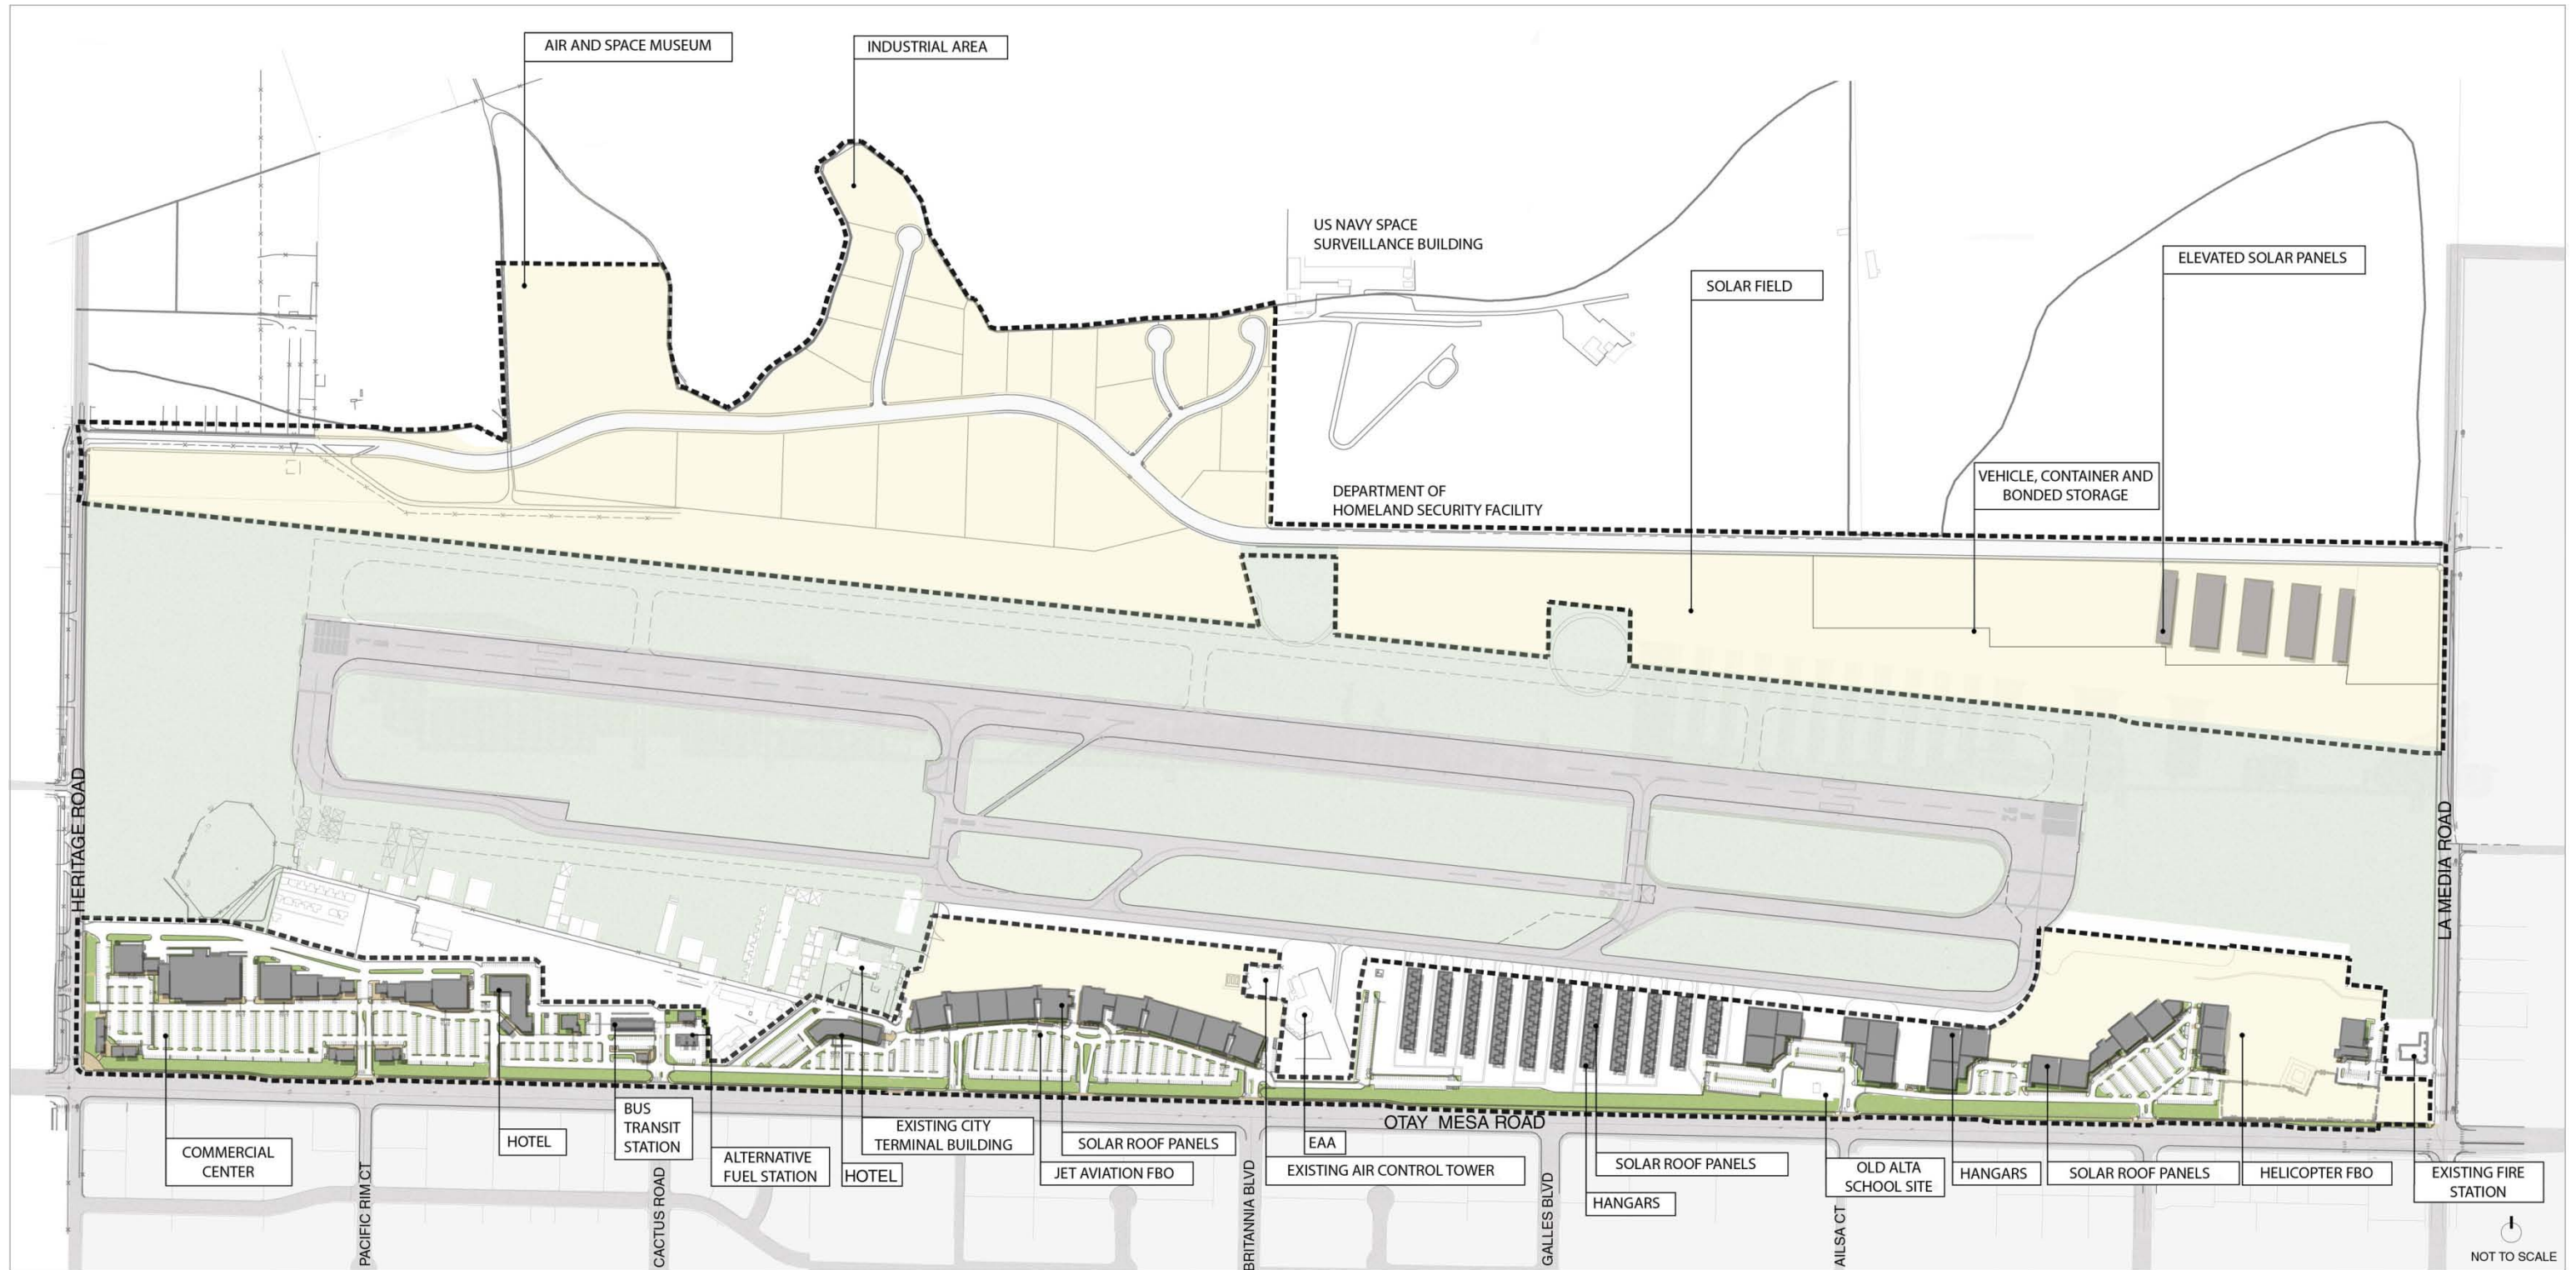 AIR AND SPACE MUSEUM
INDUSTRIAL AREA
US NAVY SPACE
SURVEILLANCE BUILDING
ELEVATED SOLAR PANELS
SOLAR FIELD
VEHICLE, CONTAINER AND
BONDED STORAGE
DEPARTMENT OF
HOMELAND SECURITY FACILITY
HERITAGE ROAD
LA MEDIA ROAD
OTAY MESA ROAD
COMMERCIAL
CENTER
HOTEL
BUS
TRANSIT
STATION
ALTERNATIVE
FUEL STATION
EXISTING CITY
TERMINAL BUILDING
HOTEL
SOLAR ROOF PANELS
JET AVIATION FBO
EAA
EXISTING AIR CONTROL TOWER
SOLAR ROOF PANELS
HANGARS
OLD ALTA
SCHOOL SITE
HANGARS
SOLAR ROOF PANELS
HELICOPTER FBO
EXISTING FIRE
STATION
PACIFIC RIM CT
CACTUS ROAD
BRITANNIA BLVD
GALLES BLVD
AILSA CT
NOT TO SCALE